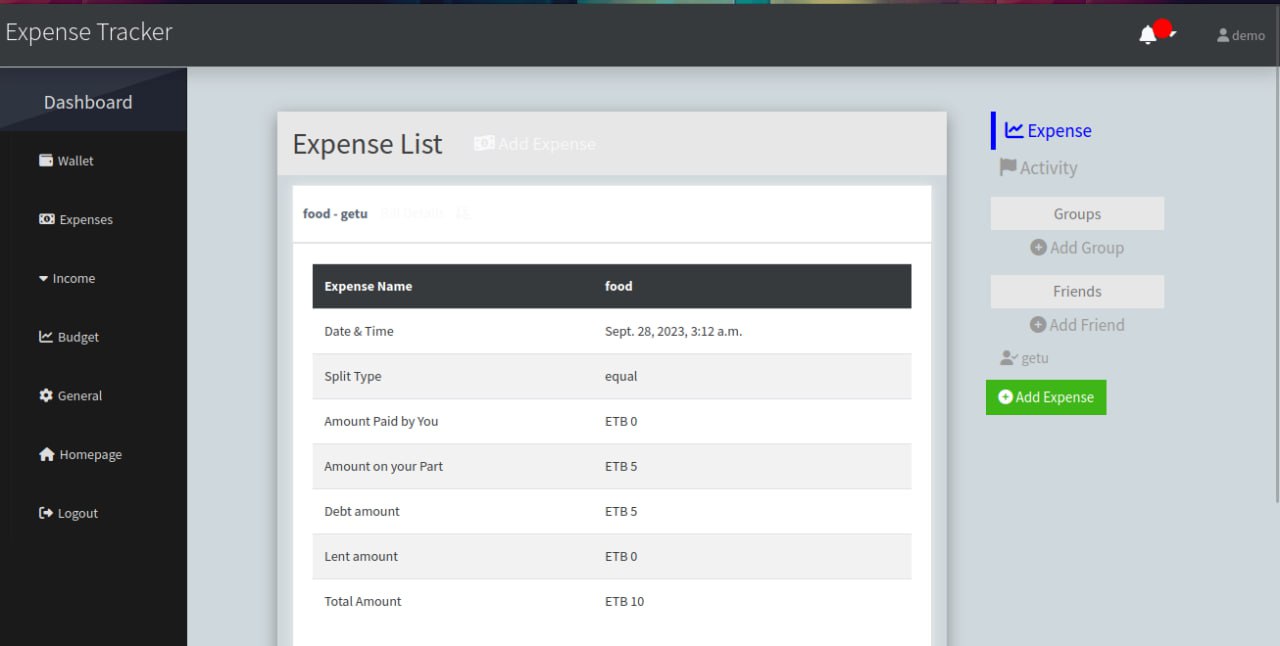 Expense Tracker
demo
Dashboard
Wallet
Expenses
Income
Budget
General
Homepage
Logout
Expense List
Add Expense
food - getu
Expense Name food
Date & Time Sept. 28, 2023, 3:12 a.m.
Split Type equal
Amount Paid by You ETB 0
Amount on your Part ETB 5
Debt amount ETB 5
Lent amount ETB 0
Total Amount ETB 10
Expense
Activity
Groups
Add Group
Friends
Add Friend
getu
Add Expense